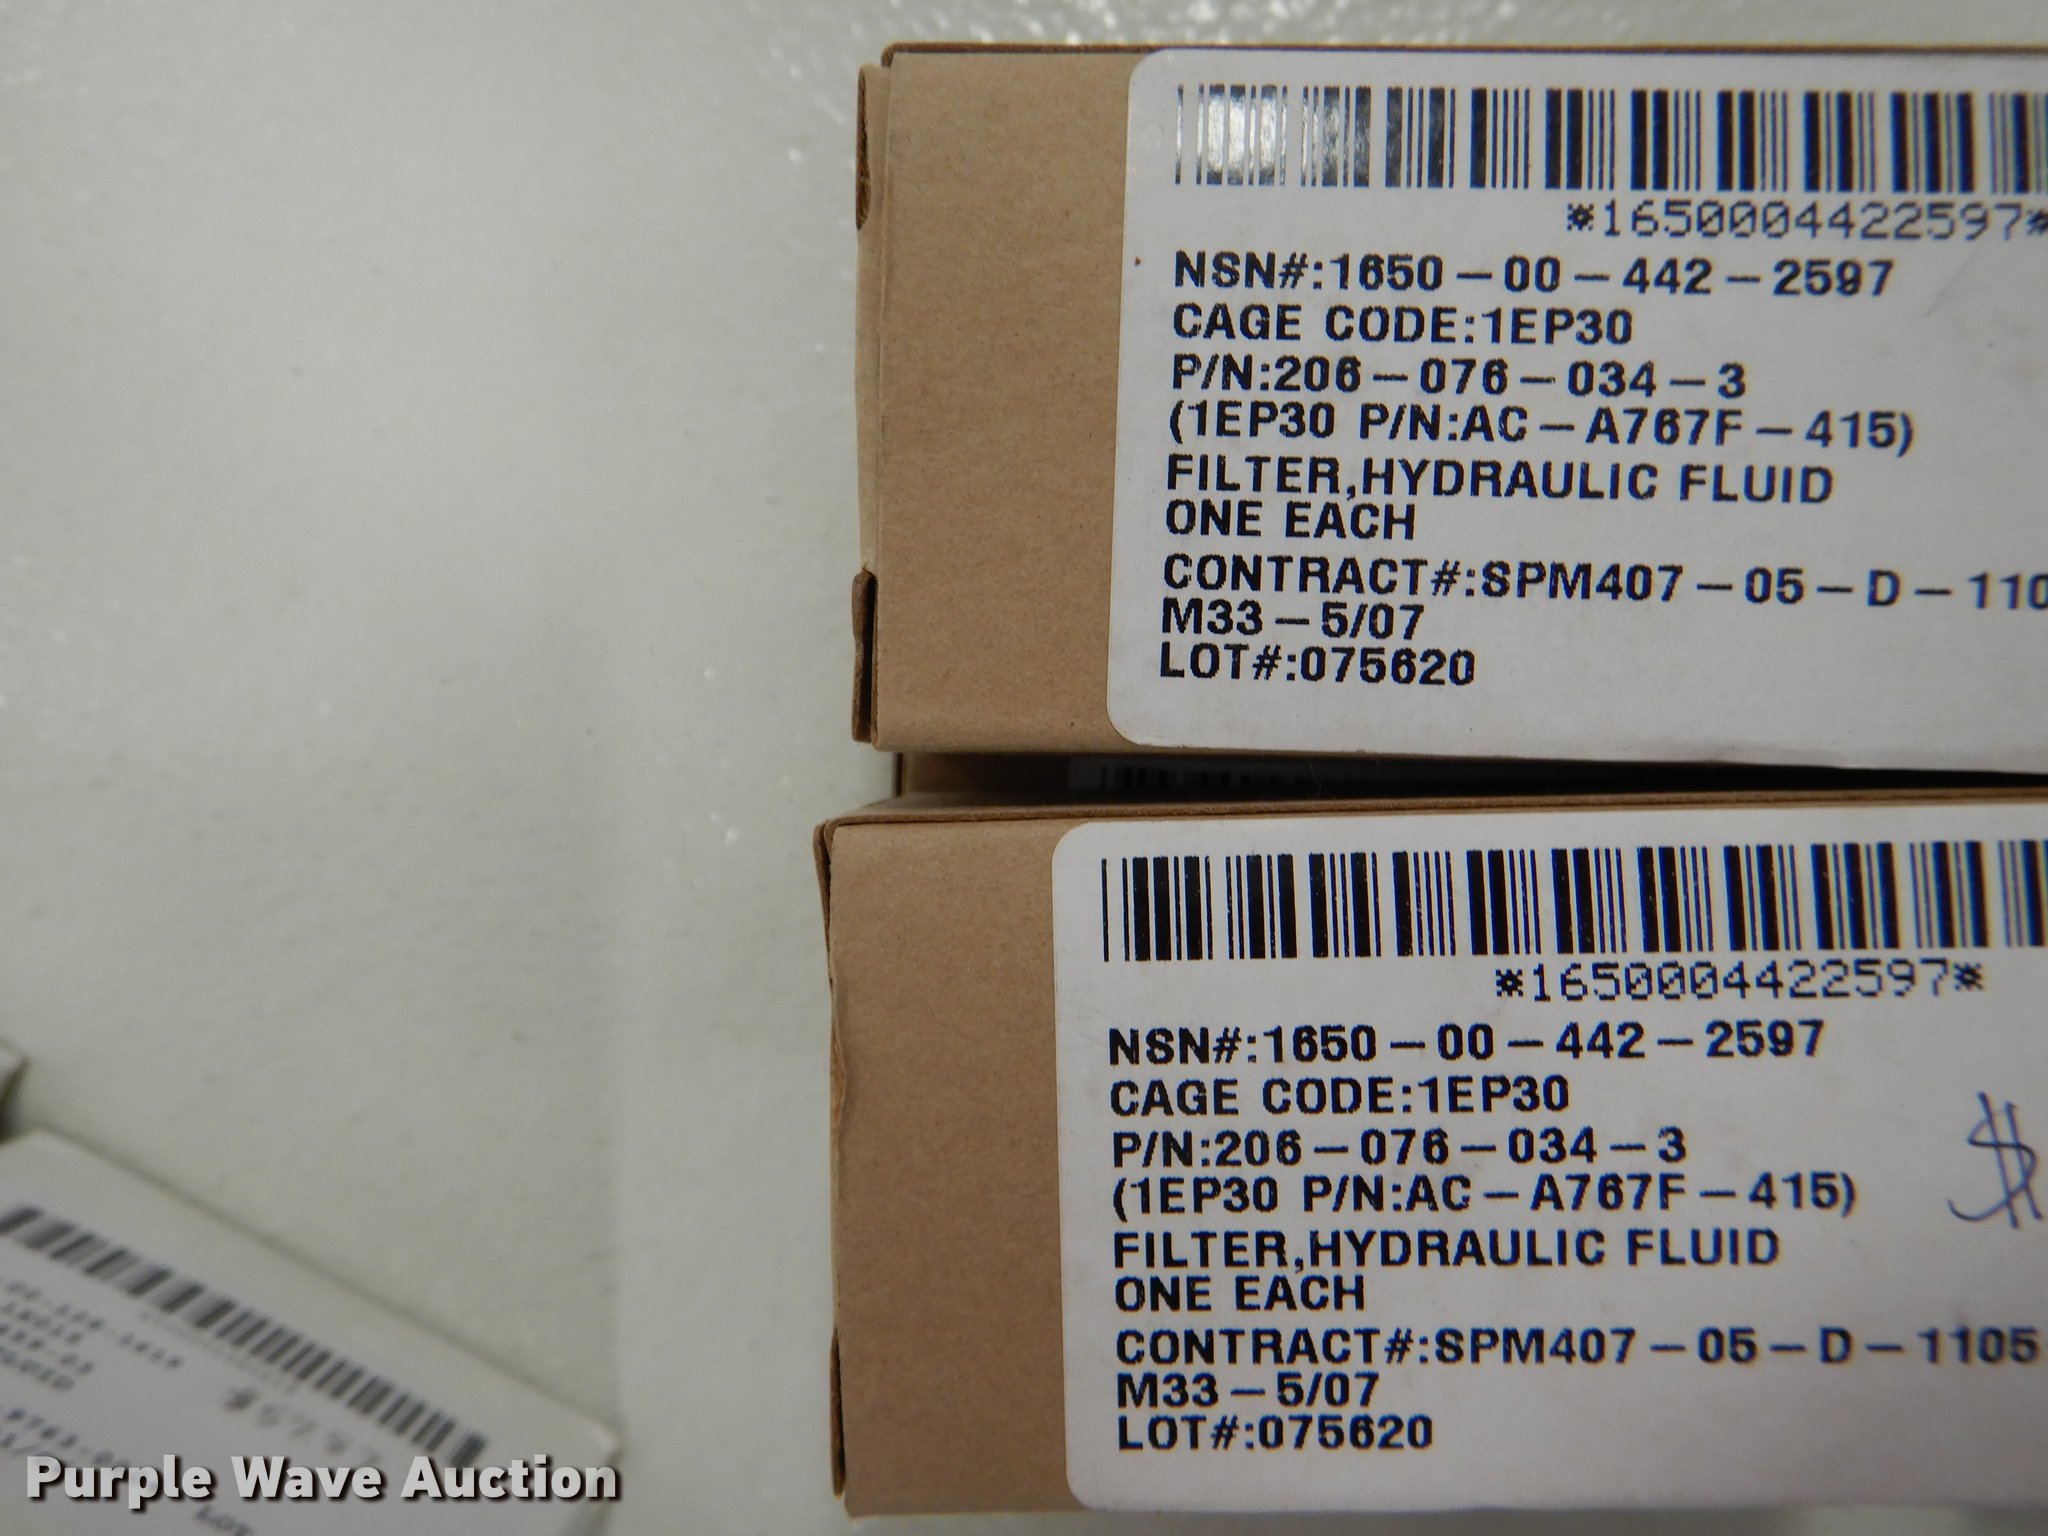 *1650004422597*
NSN#:1650-00-442-2597
CAGE CODE:1EP30
P/N:206-076-034-3
(1EP30 P/N:AC-A767F-415)
FILTER,HYDRAULIC FLUID
ONE EACH
CONTRACT#:SPM407-05-D-110
M33-5/07
LOT#:075620
*1650004422597*
NSN#:1650-00-442-2597
CAGE CODE:1EP30
P/N:206-076-034-3
(1EP30 P/N:AC-A767F-415)
FILTER,HYDRAULIC FLUID
ONE EACH
CONTRACT#:SPM407-05-D-1105
M33-5/07
LOT#:075620
$
Purple Wave Auction